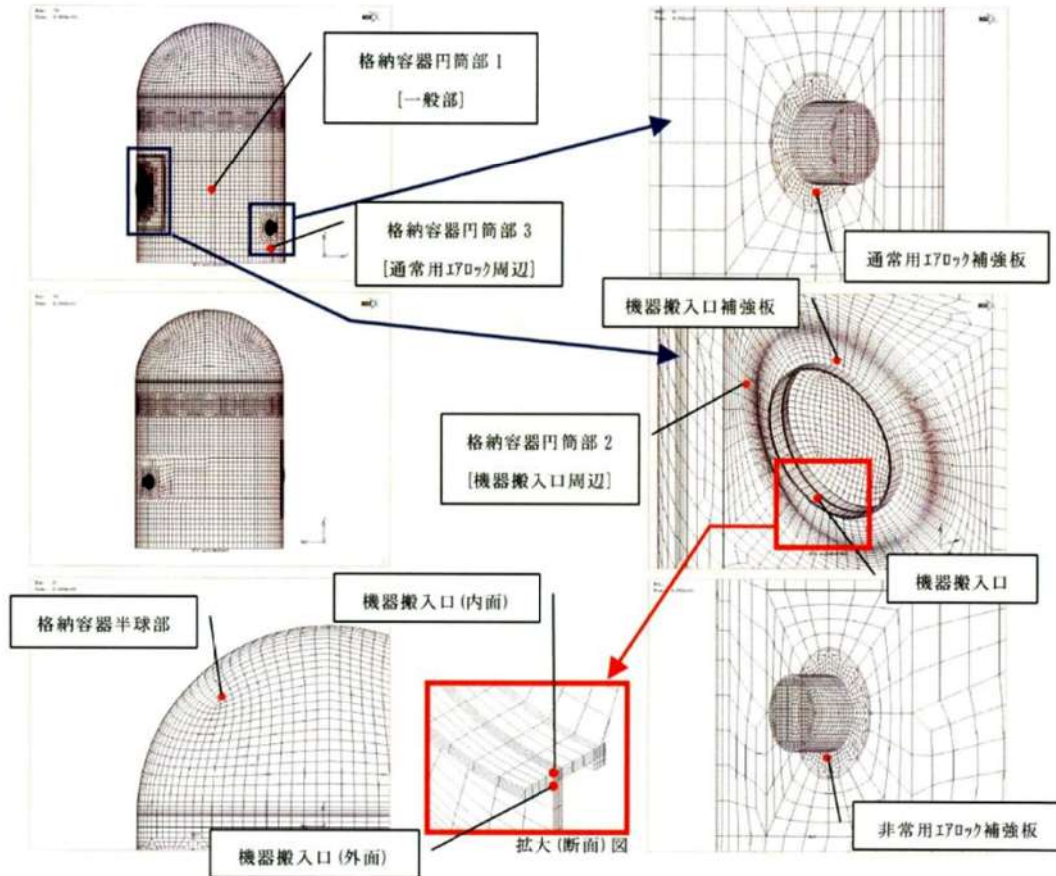 格納容器円筒部 1
[一般部]
格納容器円筒部 3
[通常用エアロック周辺]
通常用エアロック補強板
機器搬入口補強板
格納容器円筒部 2
[機器搬入口周辺]
機器搬入口
機器搬入口(内面)
格納容器半球部
機器搬入口(外面)
拡大(断面)図
非常用エアロック補強板